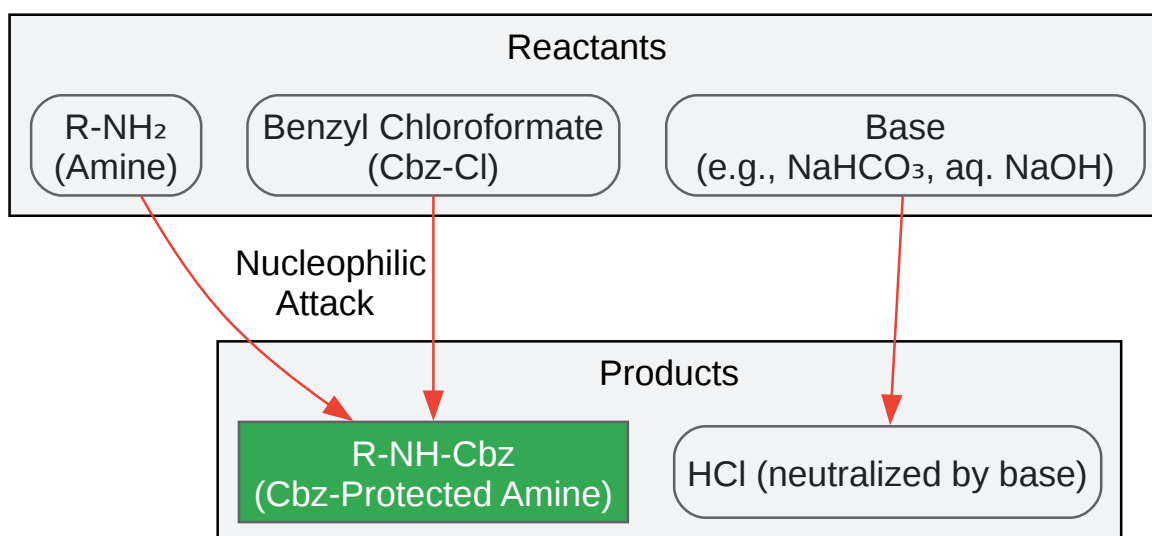 Reactants
R-NH₂
(Amine)
Benzyl Chloroformate
(Cbz-Cl)
Base
(e.g., NaHCO₃, aq. NaOH)
Nucleophilic
Attack
Products
R-NH-Cbz
(Cbz-Protected Amine)
HCl (neutralized by base)